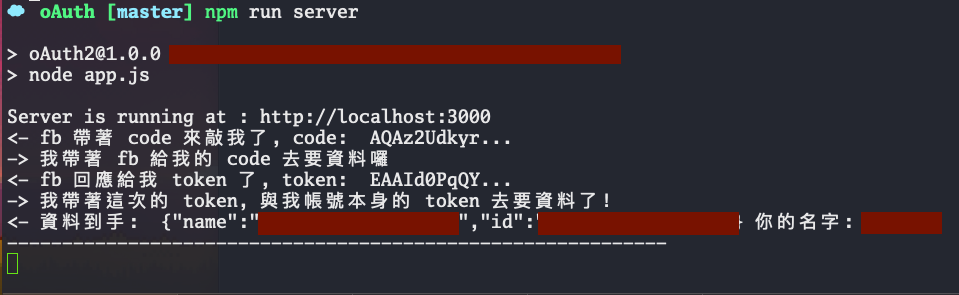 oAuth [master] npm run server
> oAuth2@1.0.0
> node app.js
Server is running at : http://localhost:3000
<- fb 帶著 code 來敲我了, code: AQAz2Udkyr...
-> 我帶著 fb 給我的 code 去要資料囉
<- fb 回應給我 token 了, token: EAAId0PqQY...
-> 我帶著這次的 token, 與我帳號本身的 token 去要資料了!
<- 資料到手: {"name":"","id": } 你的名字:
-------------------------------------------------------